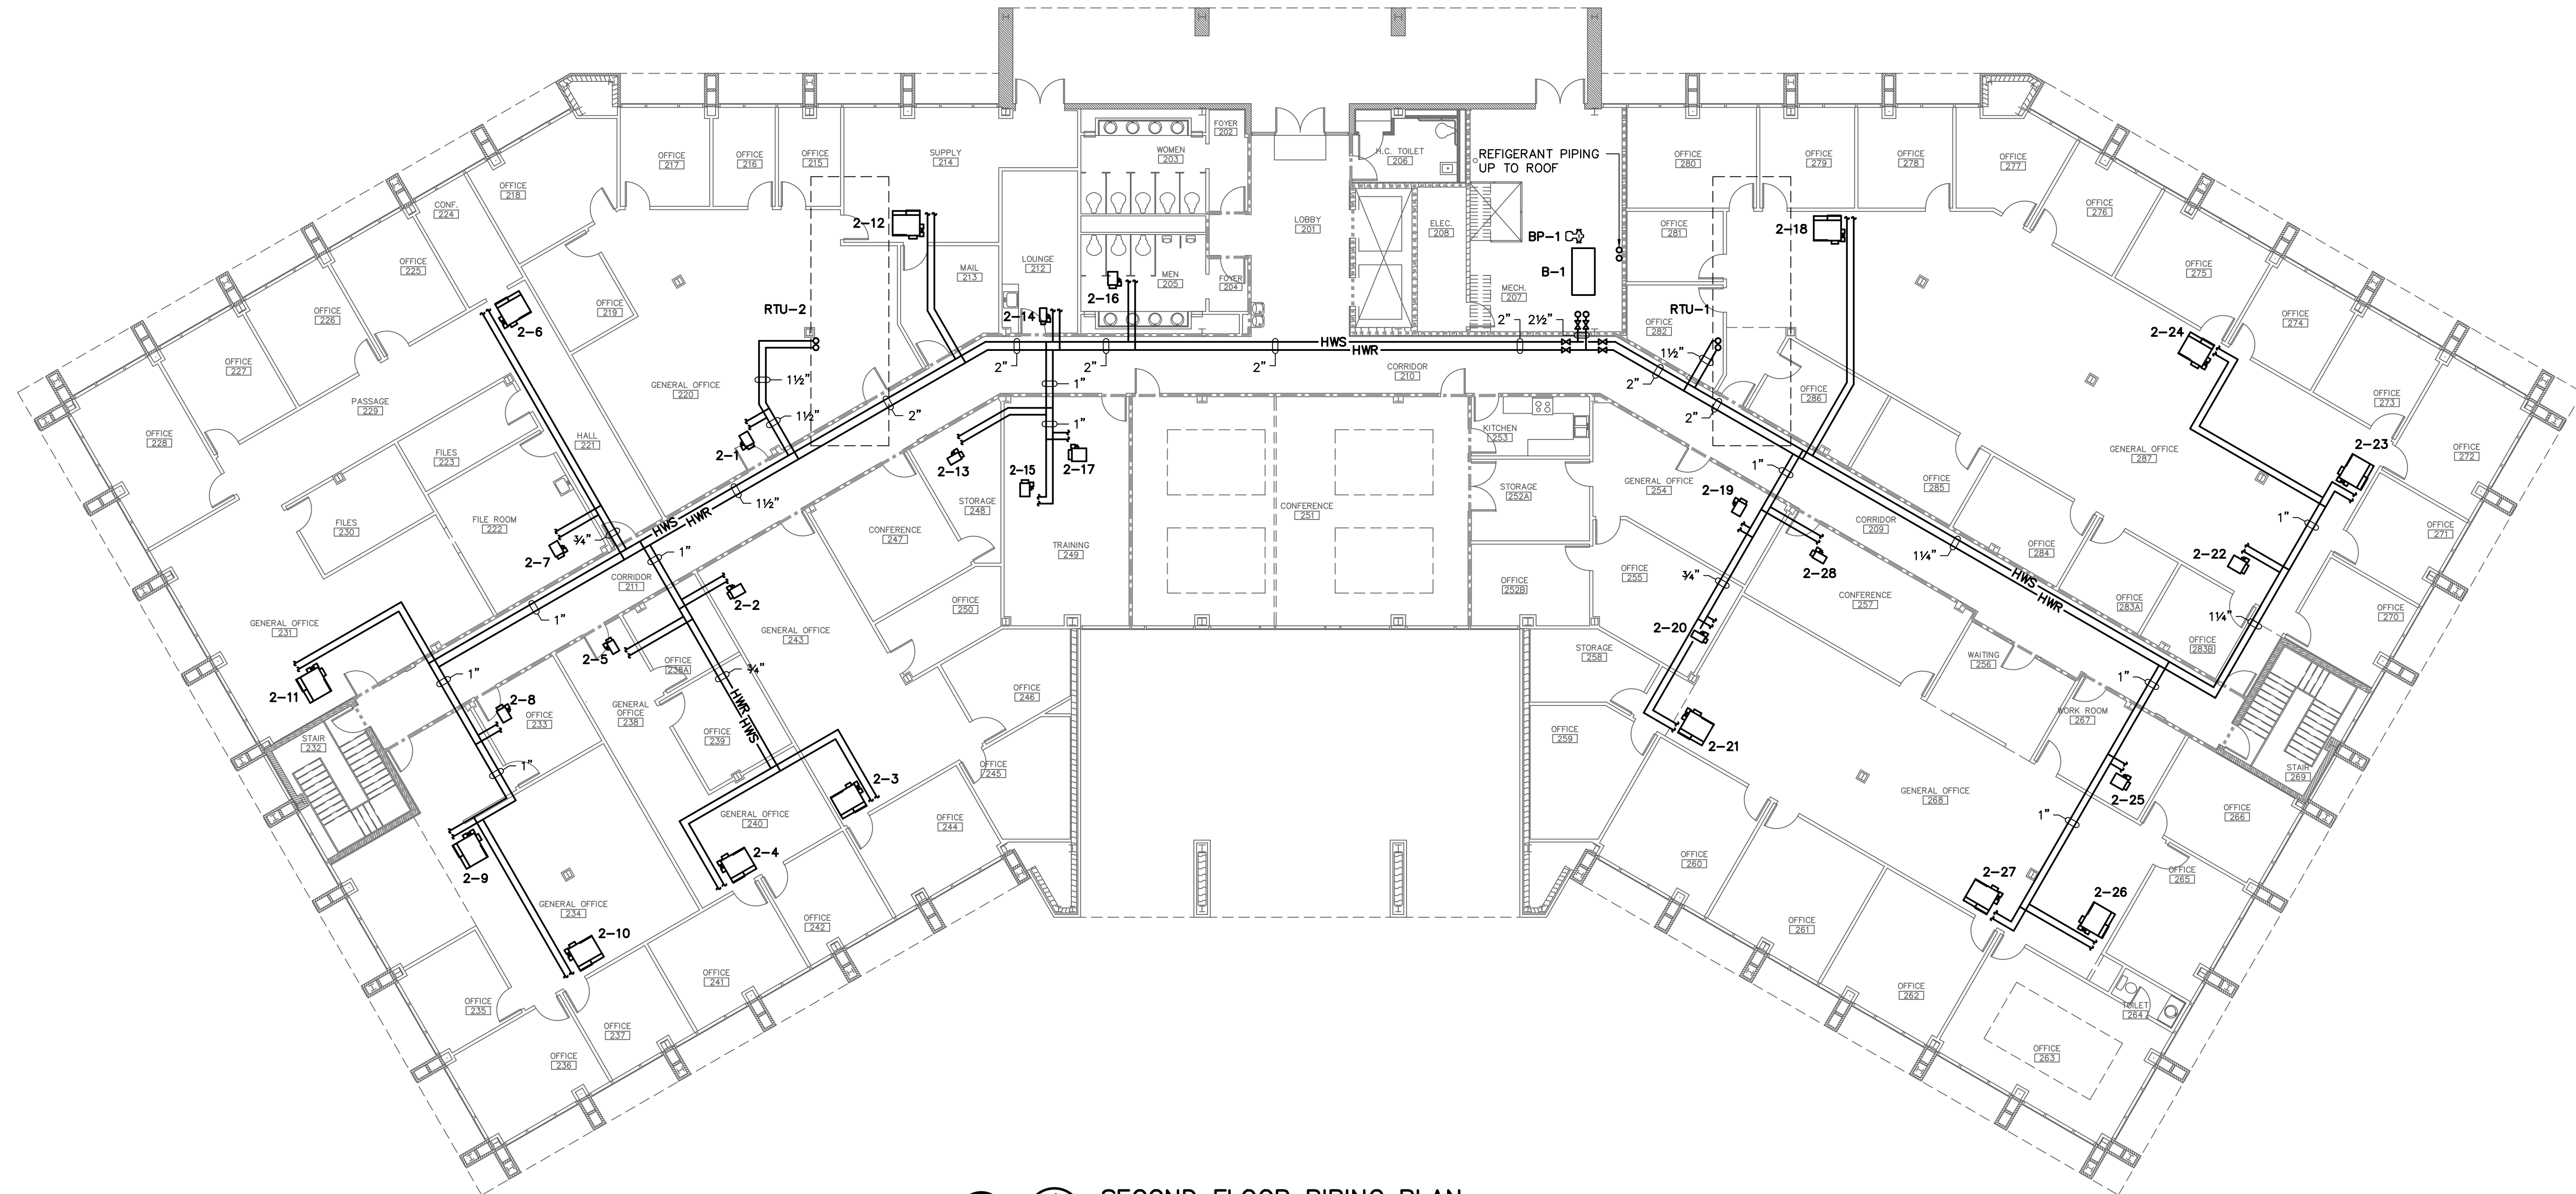 FOYER
202
WOMEN
203
SUPPLY
214
OFFICE
217
OFFICE
216
OFFICE
215
OFFICE
218
CONF.
224
OFFICE
225
OFFICE
226
OFFICE
227
OFFICE
228
OFFICE
219
PASSAGE
229
HALL
221
GENERAL OFFICE
220
FILES
223
FILE ROOM
222
FILES
230
GENERAL OFFICE
231
CORRIDOR
211
MAIL
213
LOUNGE
212
MEN
205
FOYER
204
LOBBY
201
H.C. TOILET
206
ELEC.
208
MECH.
207
REFIGERANT PIPING
UP TO ROOF
BP-1
B-1
OFFICE
280
OFFICE
279
OFFICE
278
OFFICE
277
OFFICE
276
OFFICE
275
OFFICE
274
OFFICE
273
OFFICE
272
OFFICE
271
OFFICE
270
OFFICE
281
OFFICE
282
OFFICE
286
OFFICE
285
OFFICE
284
OFFICE
283A
OFFICE
283B
GENERAL OFFICE
287
CORRIDOR
210
CORRIDOR
209
KITCHEN
253
STORAGE
252A
OFFICE
252B
GENERAL OFFICE
254
OFFICE
255
CONFERENCE
257
WAITING
256
WORK ROOM
267
STORAGE
258
OFFICE
259
OFFICE
260
OFFICE
261
OFFICE
262
OFFICE
263
TOILET
264
OFFICE
265
OFFICE
266
GENERAL OFFICE
268
STAIR
269
CONFERENCE
251
TRAINING
249
STORAGE
248
CONFERENCE
247
OFFICE
250
OFFICE
246
OFFICE
245
OFFICE
244
GENERAL OFFICE
243
OFFICE
242
OFFICE
241
GENERAL OFFICE
240
OFFICE
239
GENERAL
OFFICE
238
OFFICE
238A
OFFICE
237
OFFICE
236
OFFICE
235
GENERAL OFFICE
234
OFFICE
233
STAIR
232
RTU-2
RTU-1
2-1
2-2
2-3
2-4
2-5
2-6
2-7
2-8
2-9
2-10
2-11
2-12
2-13
2-14
2-15
2-16
2-17
2-18
2-19
2-20
2-21
2-22
2-23
2-24
2-25
2-26
2-27
2-28
HWS
HWR
HWS
HWR
HWS
HWR
HWR
HWS
2"
2"
2"
2"
2½"
2"
2"
2"
1½"
1½"
1½"
1½"
1"
1"
1"
1"
1"
1"
¾"
¾"
1"
¾"
1¼"
1¼"
1"
1"
1"
SECOND FLOOR PIPING PLAN